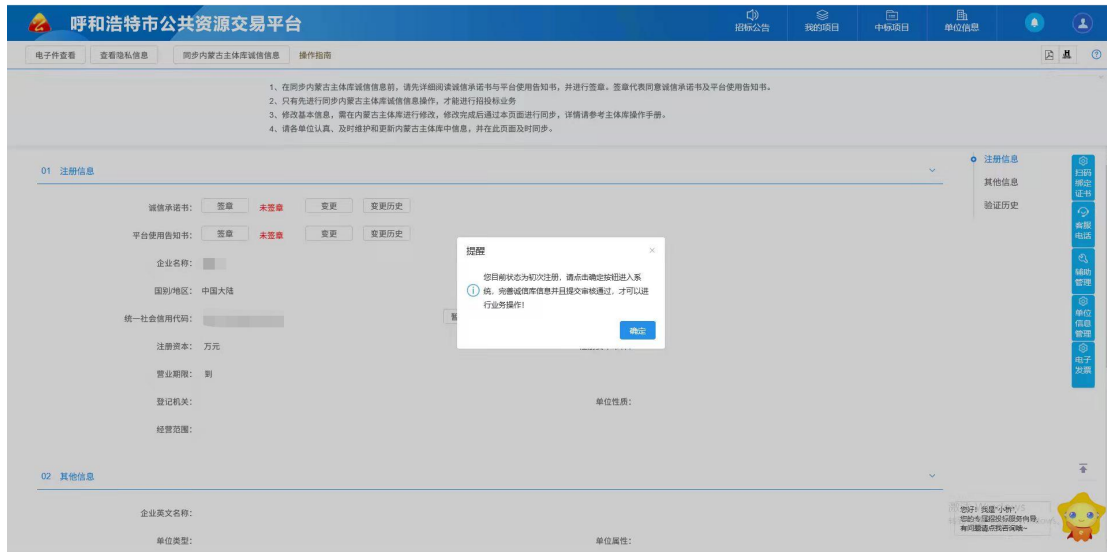 呼和浩特市公共资源交易平台
招标公告
我的项目
中标项目
单位信息
电子件查看
查看隐私信息
同步内蒙古主体库诚信信息
操作指南
1、在同步内蒙古主体库诚信信息前，请先详细阅读诚信承诺书与平台使用告知书，并进行签章。签章代表同意诚信承诺书及平台使用告知书。
2、只有先进行同步内蒙古主体库诚信信息操作，才能进行招投标业务
3、修改基本信息，需在内蒙古主体库进行修改，修改完成后通过本页面进行同步，详情请参考主体库操作手册。
4、请各单位认真、及时维护和更新内蒙古主体库中信息，并在此页面及时同步。
01 注册信息
诚信承诺书： 签章 未签章 变更 变更历史
平台使用告知书： 签章 未签章 变更 变更历史
企业名称：
国别/地区： 中国大陆
统一社会信用代码：
注册资本： 万元
营业期限： 到
登记机关：
单位性质：
经营范围：
提醒
您目前状态为初次注册，请点击确定按钮进入系
统，完善诚信库信息并且提交审核通过，才可以进
行业务操作！
确定
注册信息
其他信息
验证历史
扫码
绑定
证书
客服
电话
辅助
管理
单位
信息
管理
电子
发票
02 其他信息
企业英文名称：
单位类型：
单位属性：
您好！我是“小桥”，
您的专属招投标服务向导，
有问题请点我咨询哦~